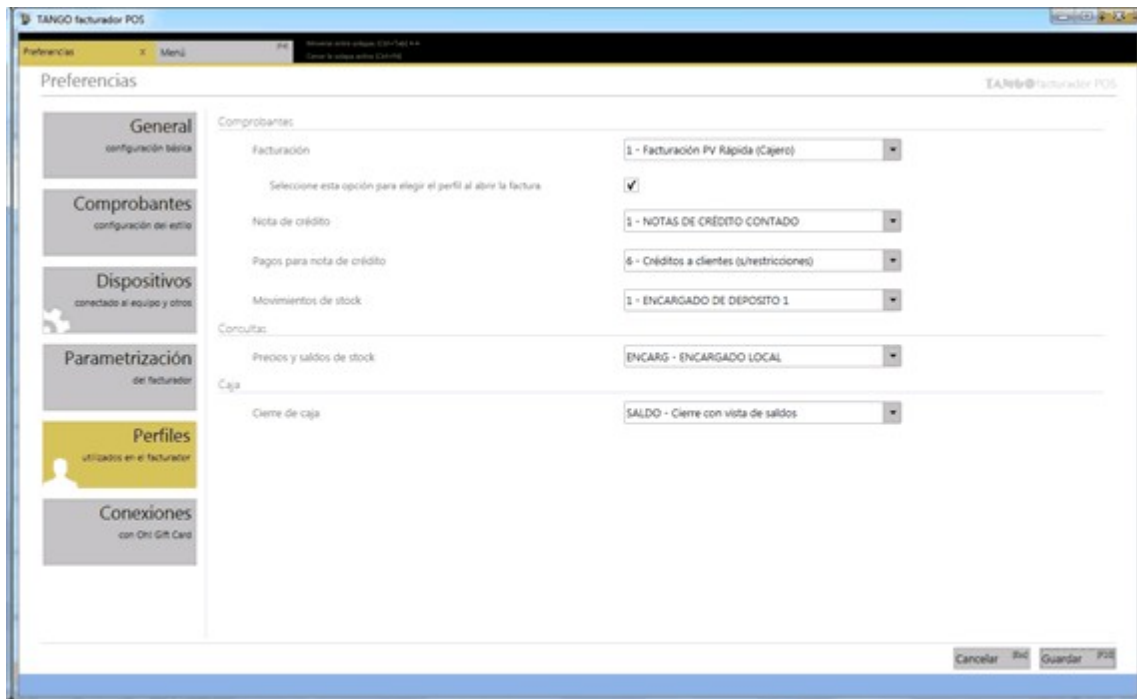 TANGO facturador POS
Preferencias x Menú
Preferencias
TANGO facturador POS
General
configuración básica
Comprobantes
configuración del estilo
Dispositivos
conectado al equipo y otros
Parametrización
del facturador
Perfiles
utilizados en el facturador
Conexiones
con Oh! Gift Card
Comprobantes
Facturación 1 - Facturación PV Rápida (Cajero)
Seleccione esta opción para elegir el perfil al abrir la factura
Nota de crédito 1 - NOTAS DE CRÉDITO CONTADO
Pagos para nota de crédito 6 - Créditos a clientes (s/restricciones)
Movimientos de stock 1 - ENCARGADO DE DEPOSITO 1
Consultas
Precios y saldos de stock ENCARG - ENCARGADO LOCAL
Caja
Cierre de caja SALDO - Cierre con vista de saldos
Cancelar Guardar